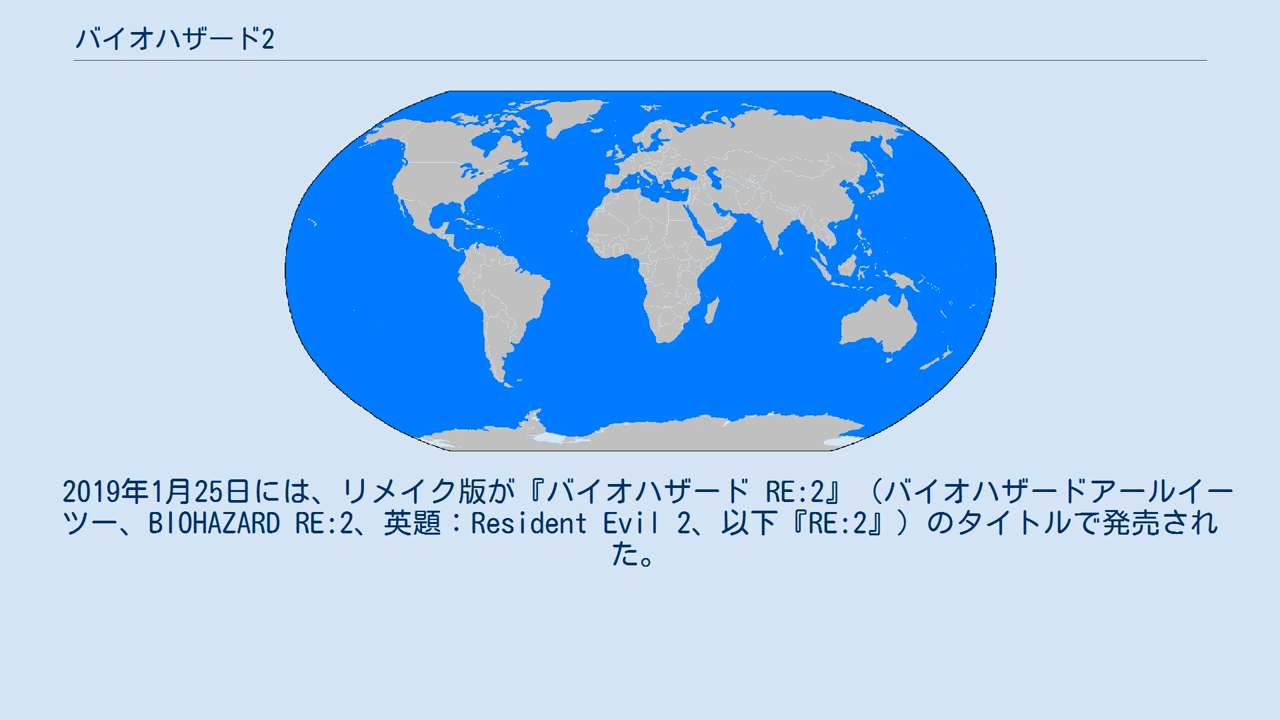 バイオハザード2
2019年1月25日には、リメイク版が『バイオハザード RE:2』（バイオハザードアールイー
ツー、BIOHAZARD RE:2、英題：Resident Evil 2、以下『RE:2』）のタイトルで発売され
た。